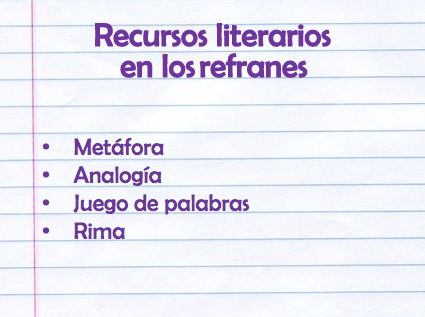 Recursos literarios
en los refranes
• Metáfora
• Analogía
• Juego de palabras
• Rima